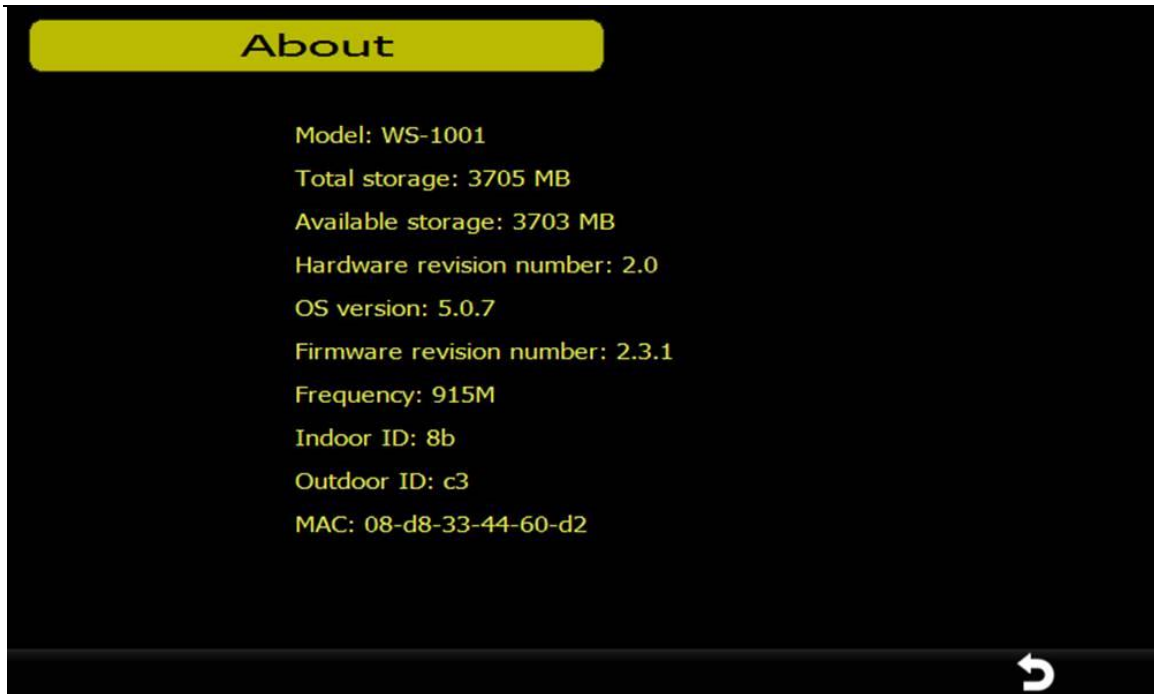 About
Model: WS-1001
Total storage: 3705 MB
Available storage: 3703 MB
Hardware revision number: 2.0
OS version: 5.0.7
Firmware revision number: 2.3.1
Frequency: 915M
Indoor ID: 8b
Outdoor ID: c3
MAC: 08-d8-33-44-60-d2